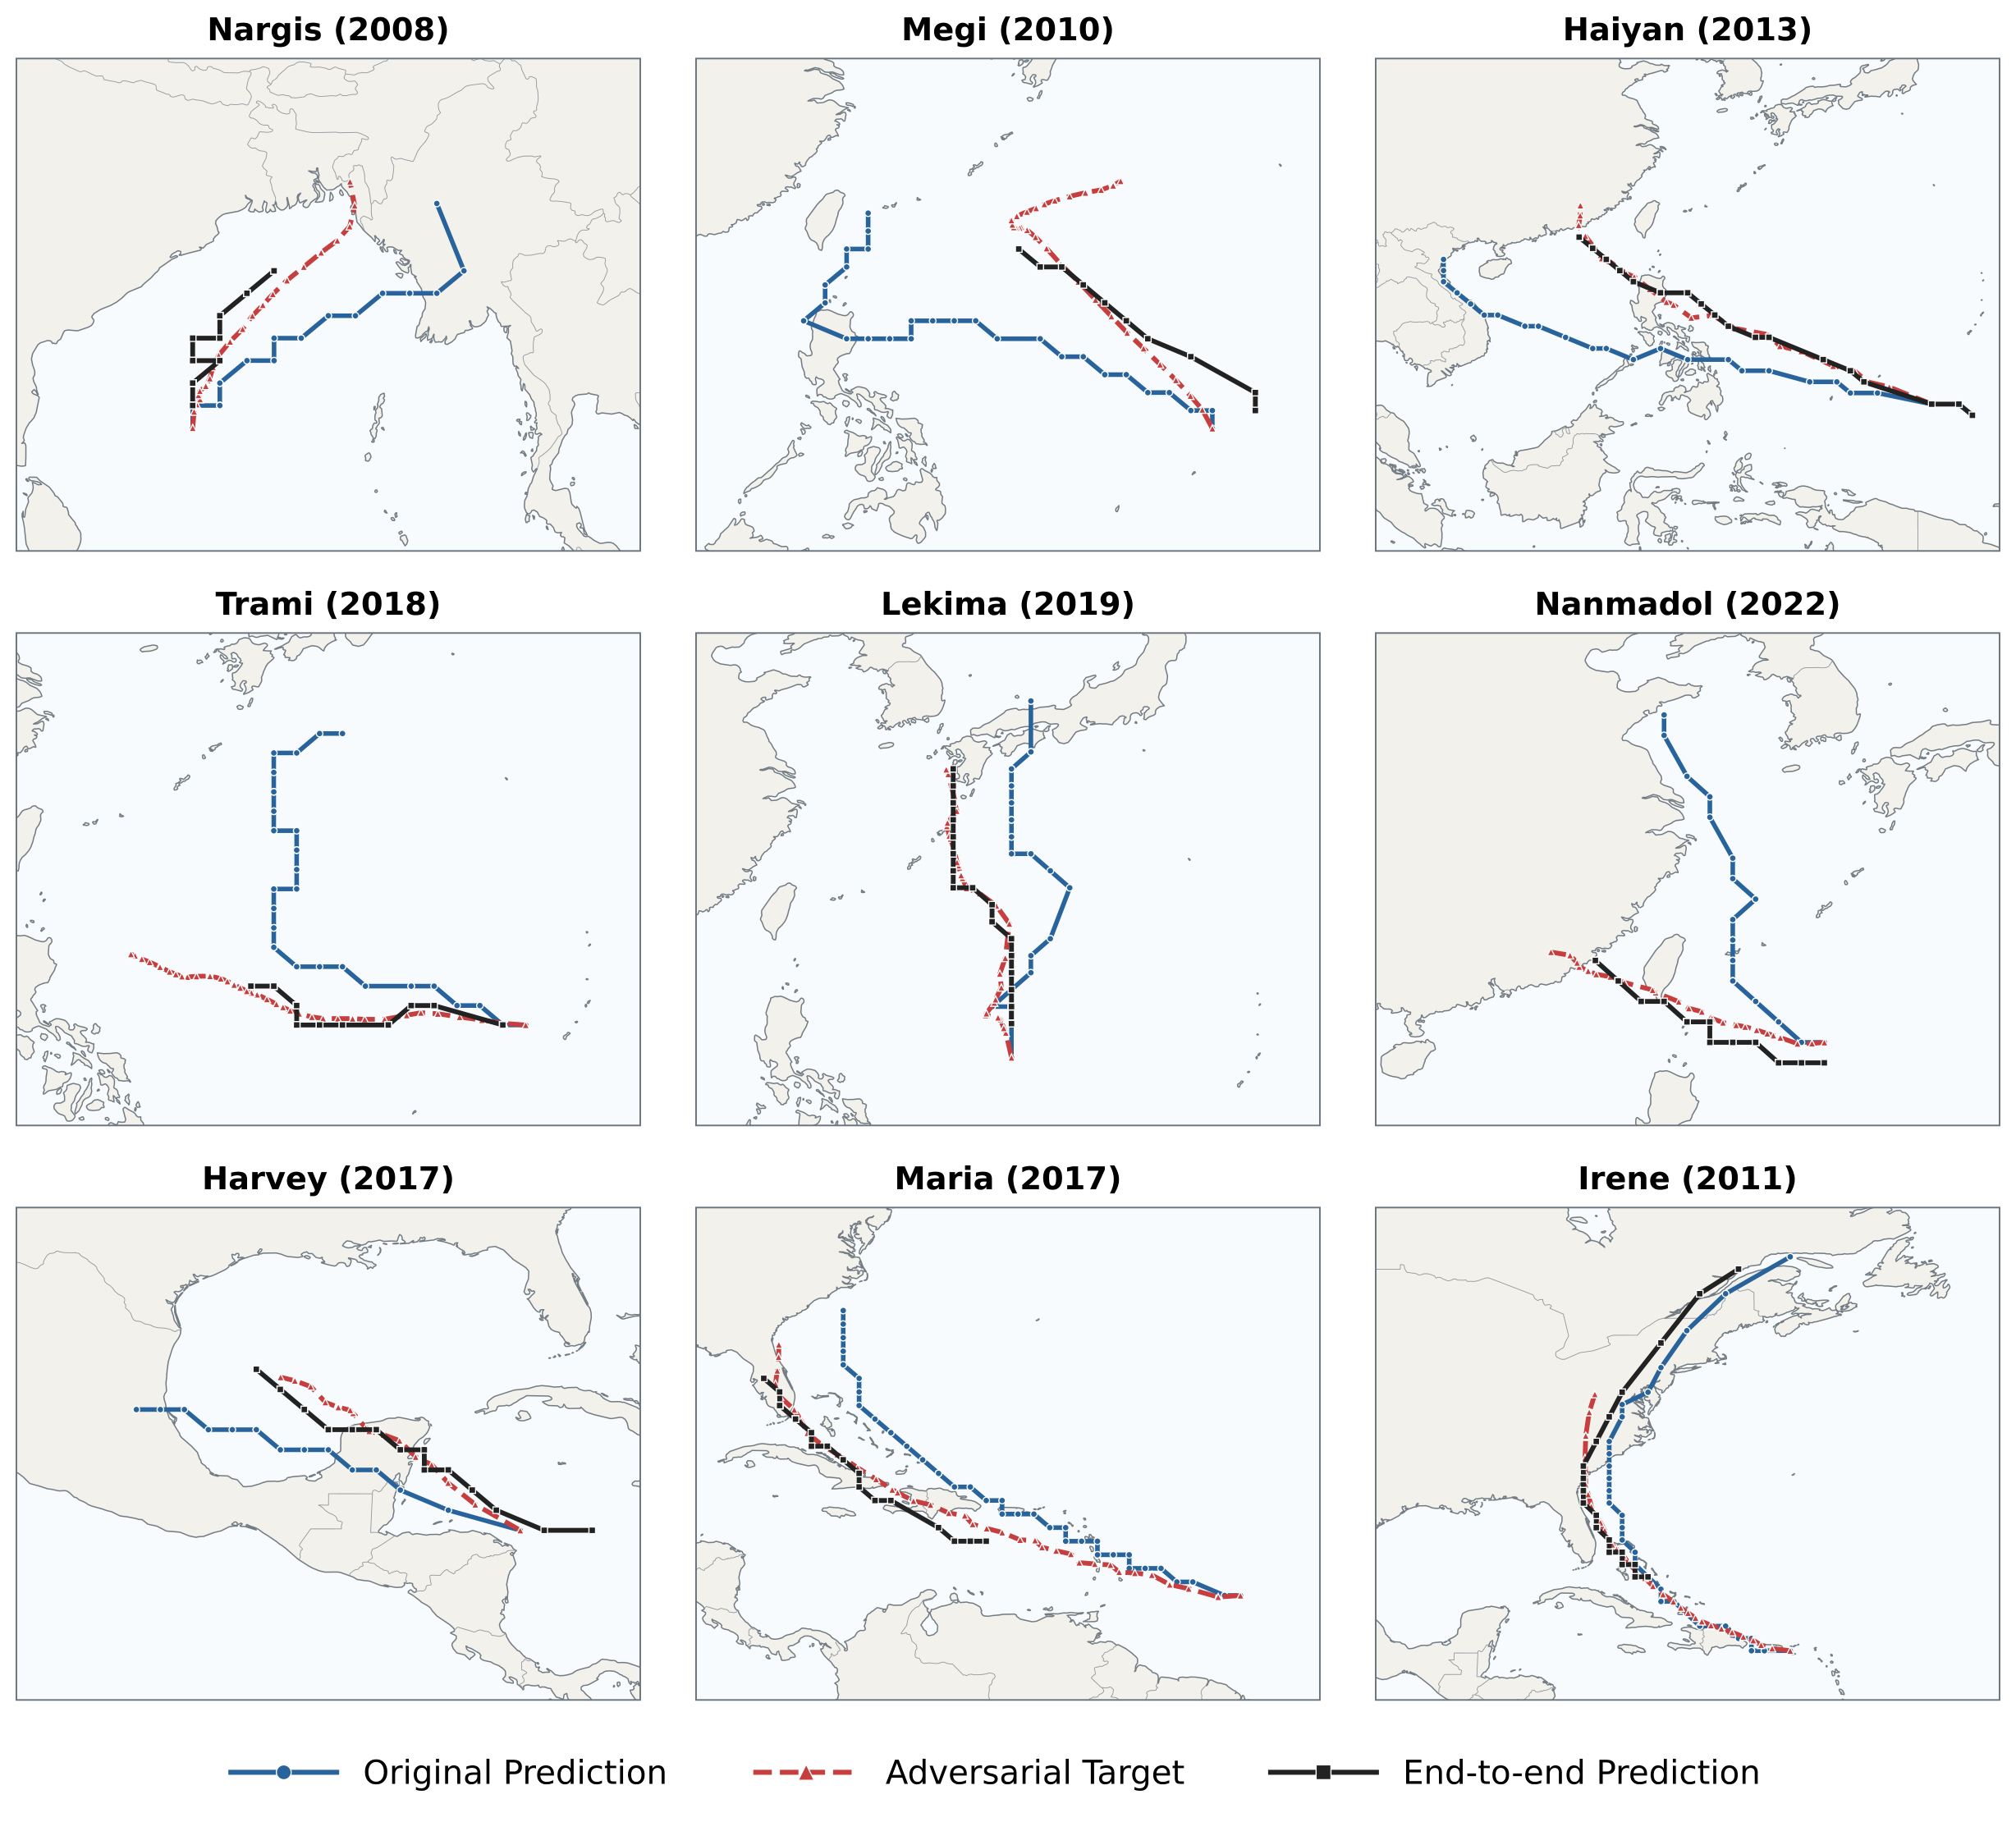 Nargis (2008)
Megi (2010)
Haiyan (2013)
Trami (2018)
Lekima (2019)
Nanmadol (2022)
Harvey (2017)
Maria (2017)
Irene (2011)
Original Prediction
Adversarial Target
End-to-end Prediction